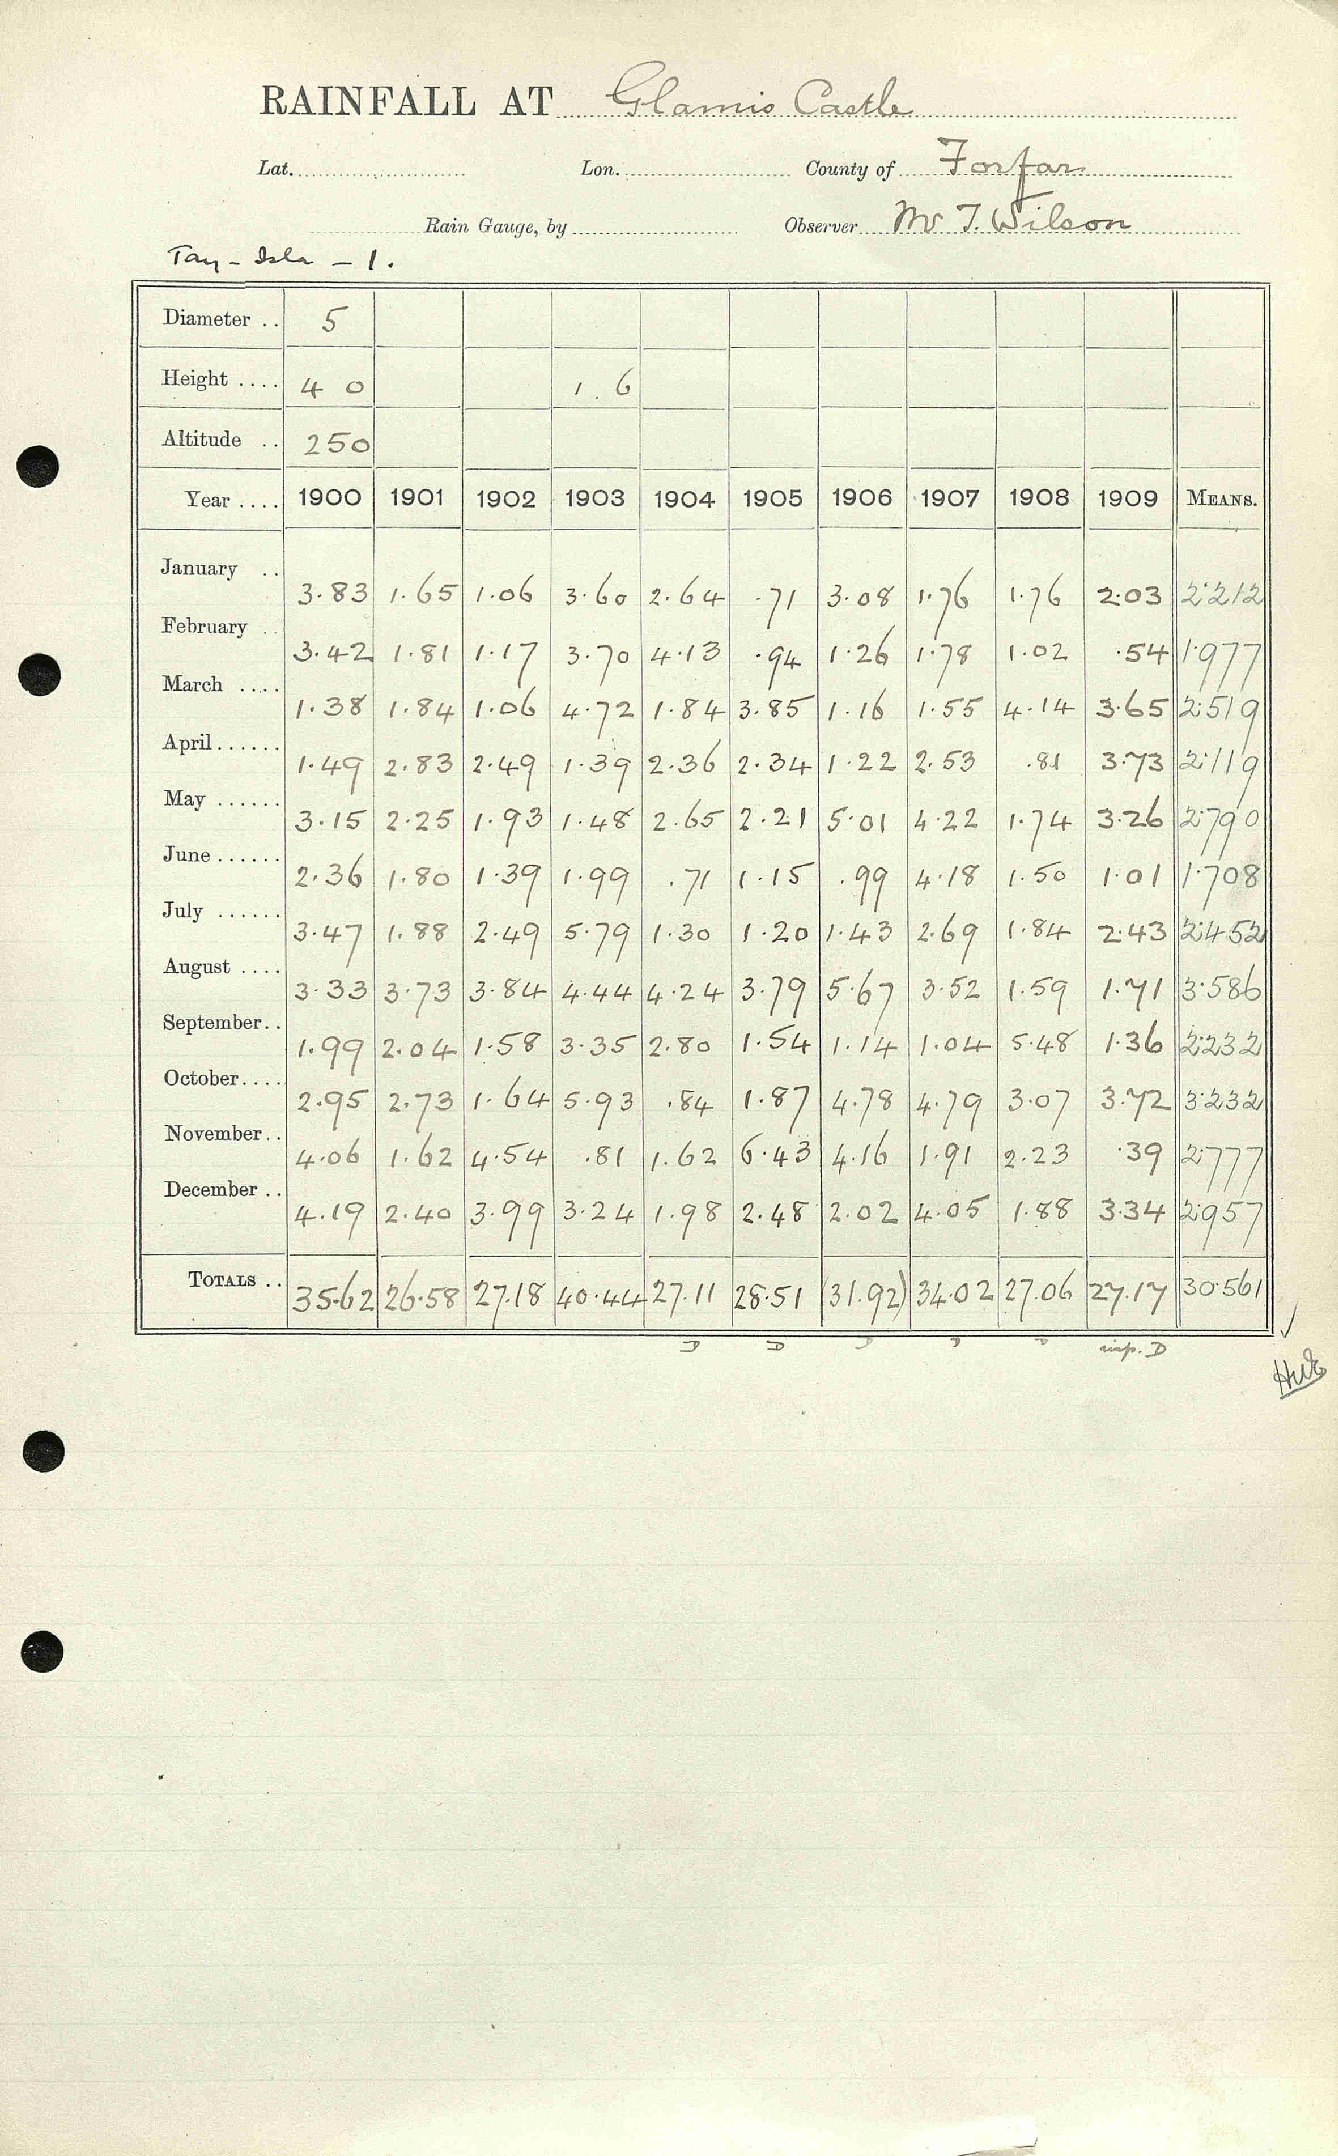 RAINFALL AT Glamis Castle
Lat. Lon. County of Forfar
Rain Gauge, by Observer Mr T. Wilson
Tay - Isla - 1.
Diameter .. 5
Height .... 4 0 1. 6
Altitude .. 250
Year .... 1900 1901 1902 1903 1904 1905 1906 1907 1908 1909 MEANS.
January .. 3.83 1.65 1.06 3.60 2.64 .71 3.08 1.76 1.76 2.03 2.212
February .. 3.42 1.81 1.17 3.70 4.13 .94 1.26 1.78 1.02 .54 1.977
March .... 1.38 1.84 1.06 4.72 1.84 3.85 1.16 1.55 4.14 3.65 2.519
April...... 1.49 2.83 2.49 1.39 2.36 2.34 1.22 2.53 .81 3.73 2.119
May ...... 3.15 2.25 1.93 1.48 2.65 2.21 5.01 4.22 1.74 3.26 2.790
June...... 2.36 1.80 1.39 1.99 .71 1.15 .99 4.18 1.50 1.01 1.708
July ...... 3.47 1.88 2.49 5.79 1.30 1.20 1.43 2.69 1.84 2.43 2.452
August .... 3.33 3.73 3.84 4.44 4.24 3.79 5.67 3.52 1.59 1.71 3.586
September.. 1.99 2.04 1.58 3.35 2.80 1.54 1.14 1.04 5.48 1.36 2.232
October.... 2.95 2.73 1.64 5.93 .84 1.87 4.78 4.79 3.07 3.72 3.232
November.. 4.06 1.62 4.54 .81 1.62 6.43 4.16 1.91 2.23 .39 2.777
December .. 4.19 2.40 3.99 3.24 1.98 2.48 2.02 4.05 1.88 3.34 2.957
TOTALS .. 35.62 26.58 27.18 40.44 27.11 28.51 (31.92) 34.02 27.06 27.17 30.561
D D D D D D